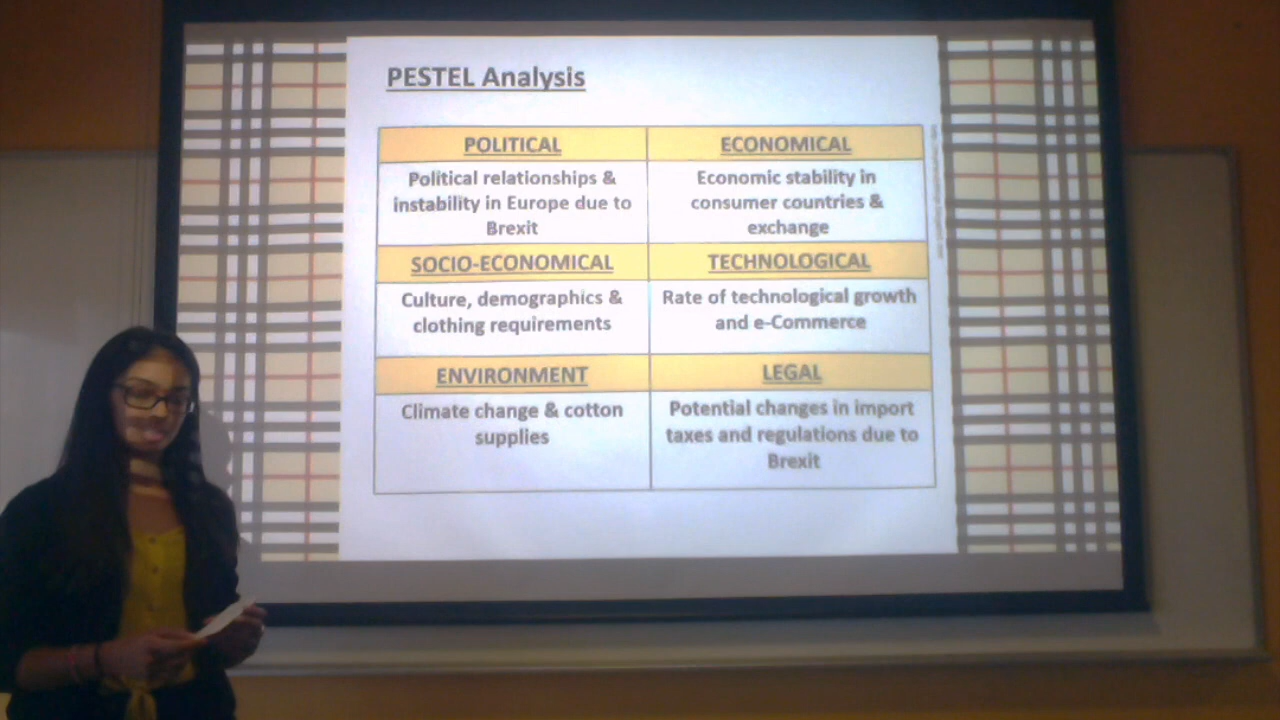 PESTEL Analysis
POLITICAL
Political relationships &
instability in Europe due to
Brexit
ECONOMICAL
Economic stability in
consumer countries &
exchange
SOCIO-ECONOMICAL
Culture, demographics &
clothing requirements
TECHNOLOGICAL
Rate of technological growth
and e-Commerce
ENVIRONMENT
Climate change & cotton
supplies
LEGAL
Potential changes in import
taxes and regulations due to
Brexit